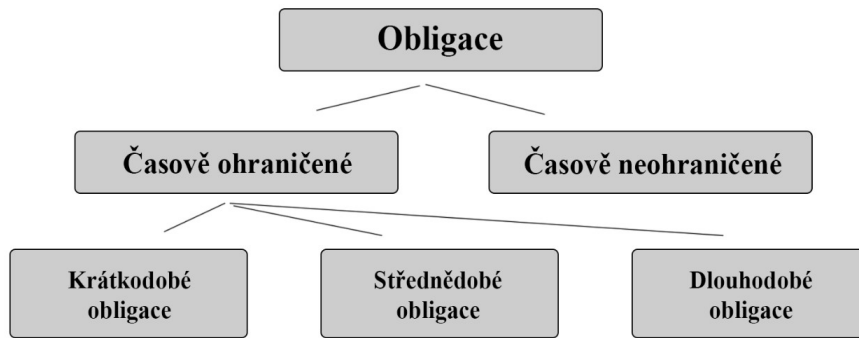 Obligace
Časově ohraničené
Časově neohraničené
Krátkodobé
obligace
Střednědobé
obligace
Dlouhodobé
obligace